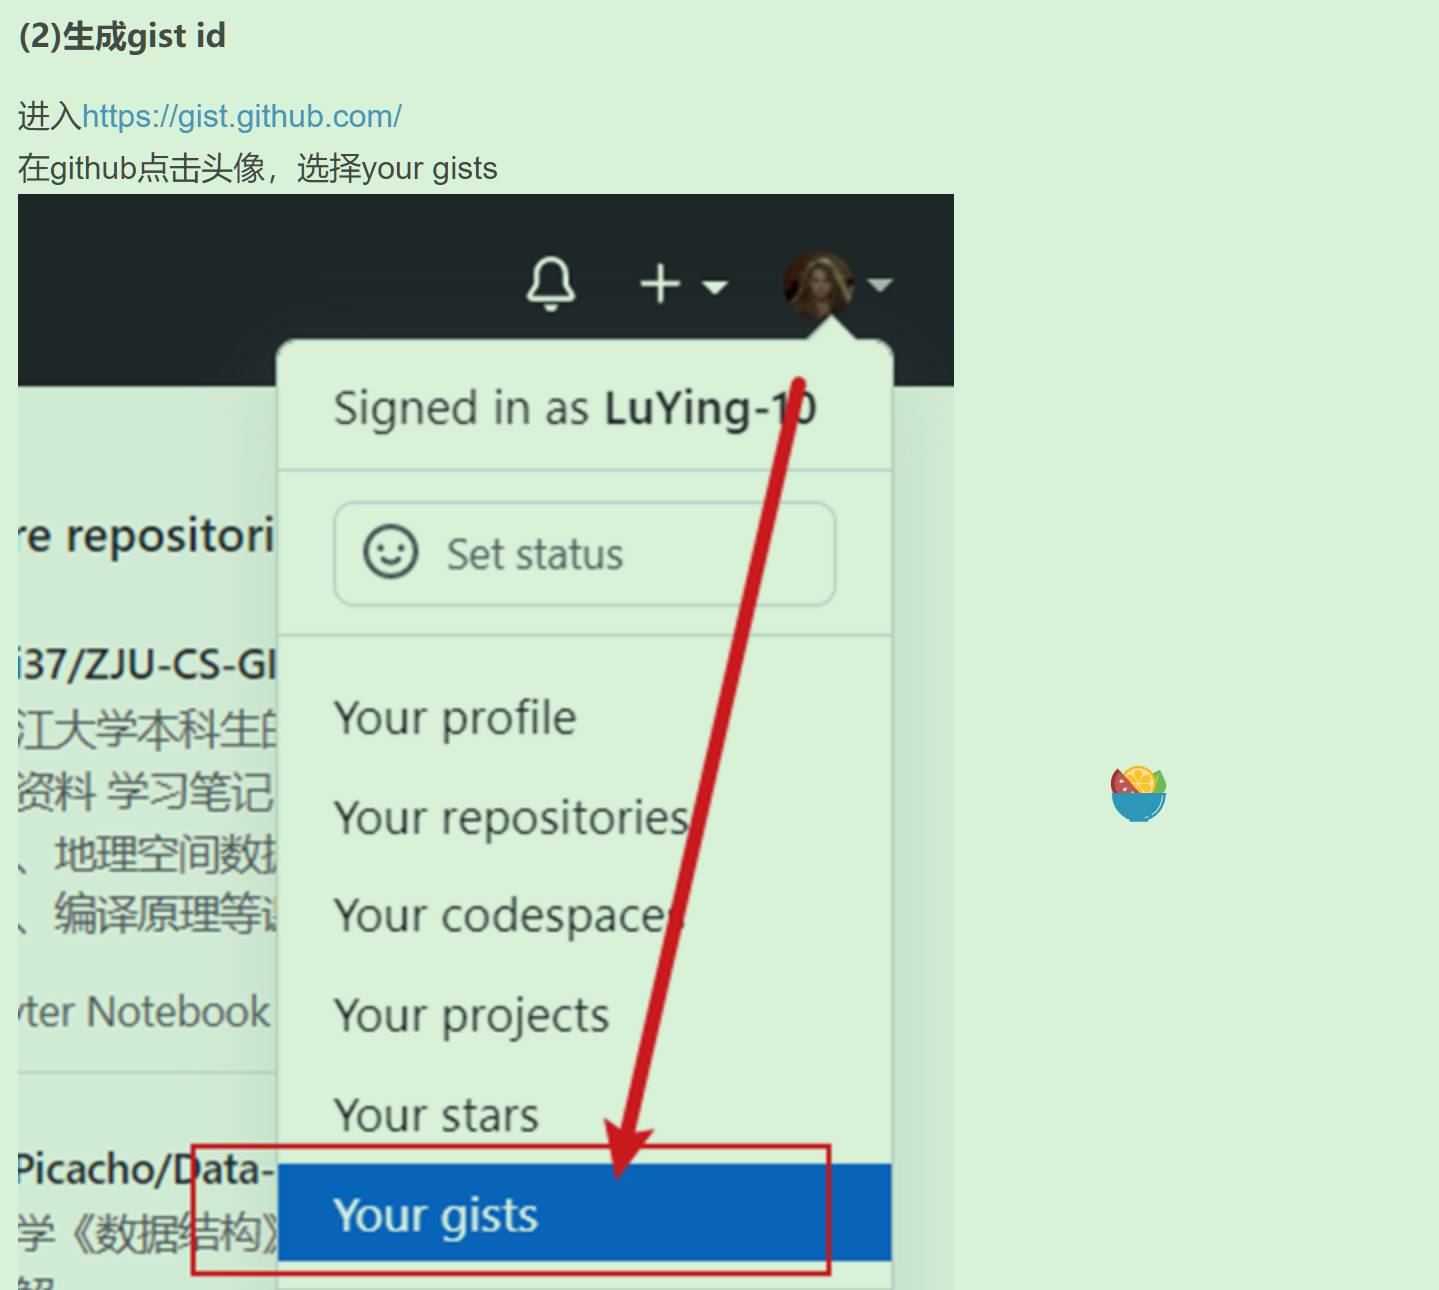 (2)生成gist id
进入https://gist.github.com/
在github点击头像，选择your gists
Signed in as LuYing-10
Set status
re repositori
i37/ZJU-CS-GI
江大学本科生
资料 学习笔记
、地理空间数据
、编译原理等
yter Notebook
Picacho/Data-
学《数据结构》
Your profile
Your repositories
Your codespaces
Your projects
Your stars
Your gists